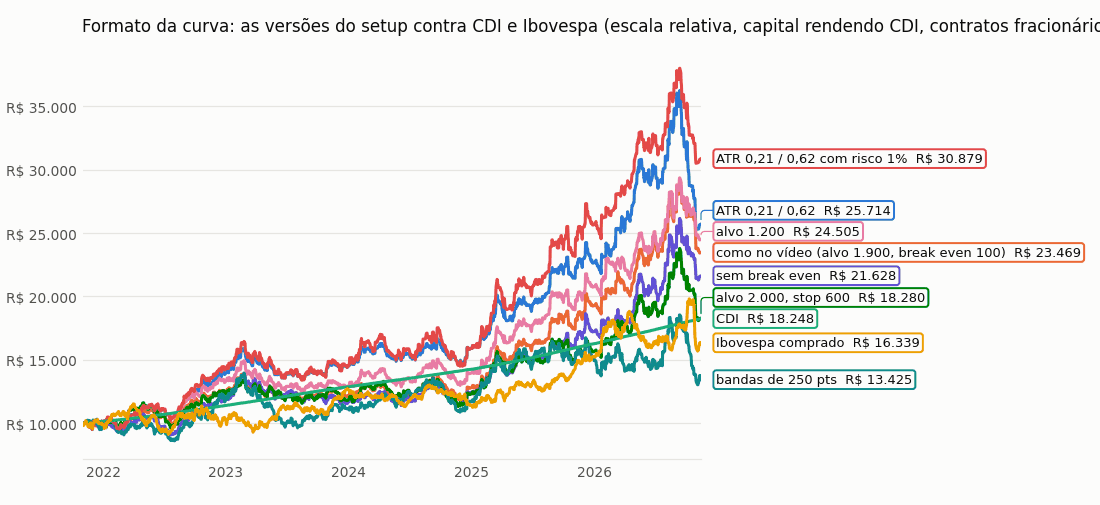 Formato da curva: as versões do setup contra CDI e Ibovespa (escala relativa, capital rendendo CDI, contratos fracionário
R$ 35.000
R$ 30.000
R$ 25.000
R$ 20.000
R$ 15.000
R$ 10.000
ATR 0,21 / 0,62 com risco 1% R$ 30.879
ATR 0,21 / 0,62 R$ 25.714
alvo 1.200 R$ 24.505
como no vídeo (alvo 1.900, break even 100) R$ 23.469
sem break even R$ 21.628
alvo 2.000, stop 600 R$ 18.280
CDI R$ 18.248
Ibovespa comprado R$ 16.339
bandas de 250 pts R$ 13.425
2022
2023
2024
2025
2026